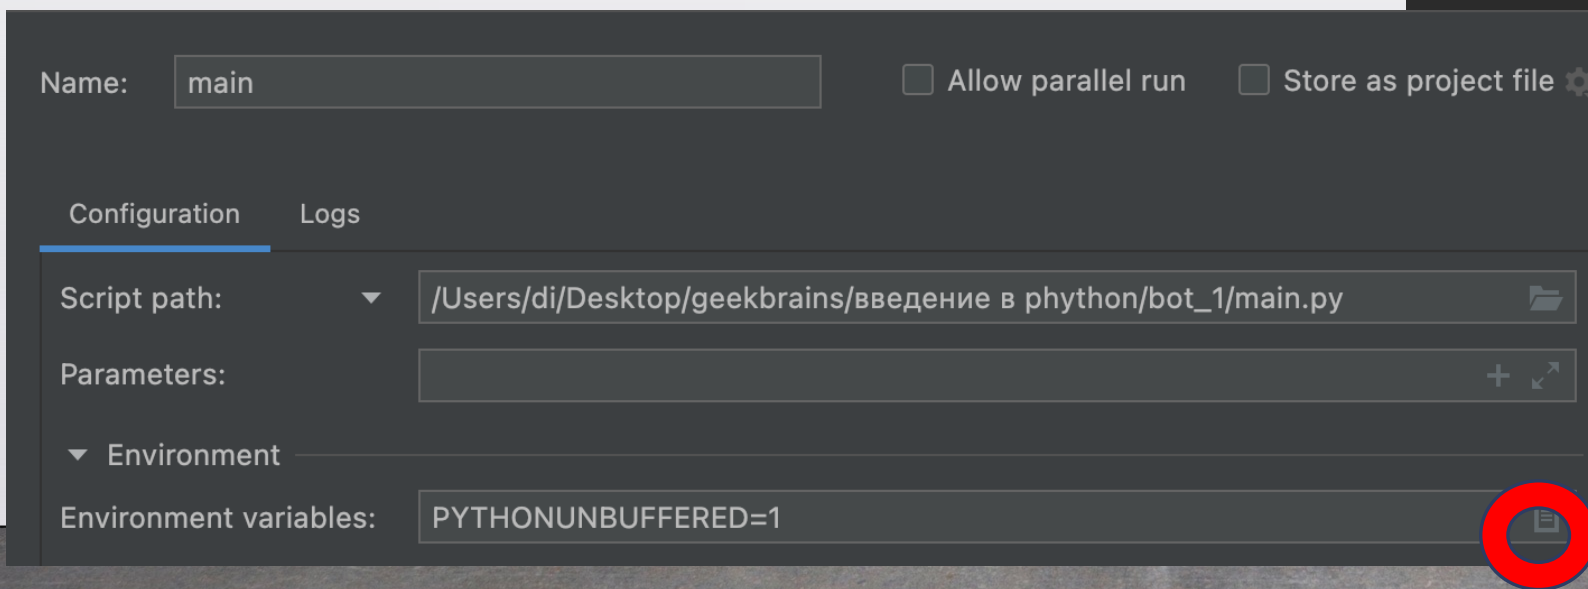 Name: main Allow parallel run Store as project file
Configuration Logs
Script path: /Users/di/Desktop/geekbrains/введение в phython/bot_1/main.py
Parameters:
Environment
Environment variables: PYTHONUNBUFFERED=1